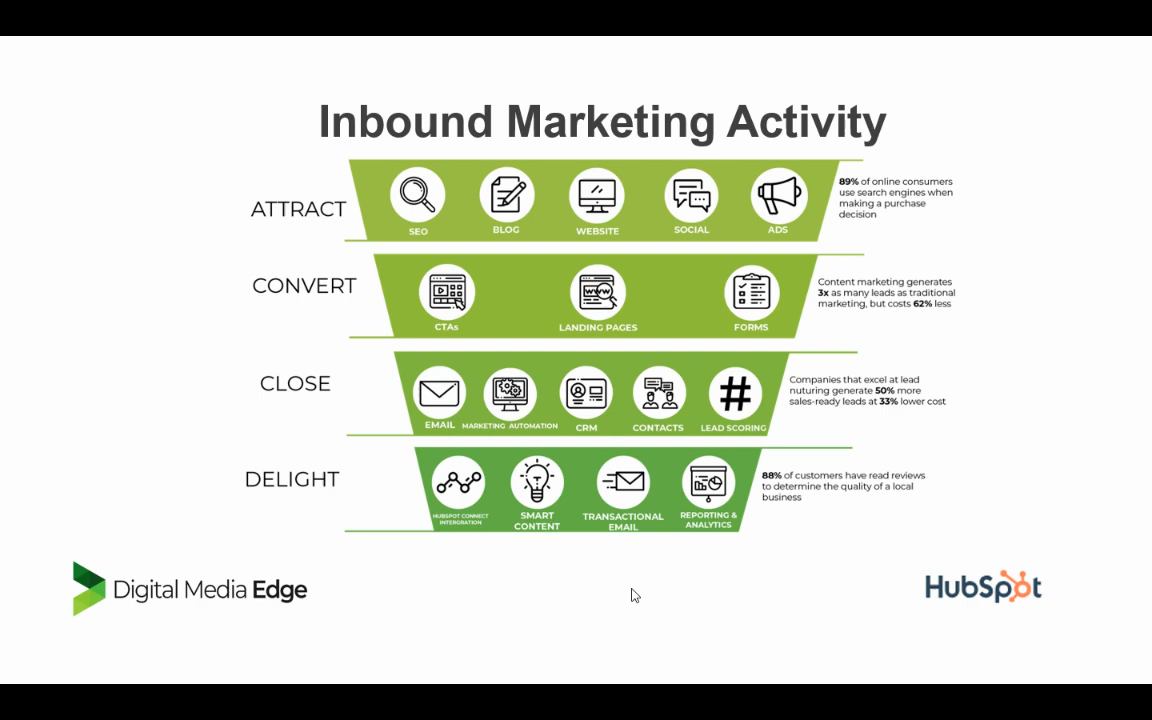 Inbound Marketing Activity
ATTRACT
SEO
BLOG
WEBSITE
SOCIAL
ADS
89% of online consumers
use search engines when
making a purchase
decision
CONVERT
CTAs
LANDING PAGES
FORMS
Content marketing generates
3x as many leads as traditional
marketing, but costs 62% less
CLOSE
EMAIL
MARKETING AUTOMATION
CRM
CONTACTS
#
LEAD SCORING
Companies that excel at lead
nuturing generate 50% more
sales-ready leads at 33% lower cost
DELIGHT
HUBSPOT CONNECT
INTERGRATION
SMART
CONTENT
TRANSACTIONAL
EMAIL
REPORTING &
ANALYTICS
88% of customers have read reviews
to determine the quality of a local
business
Digital Media Edge
HubSpot